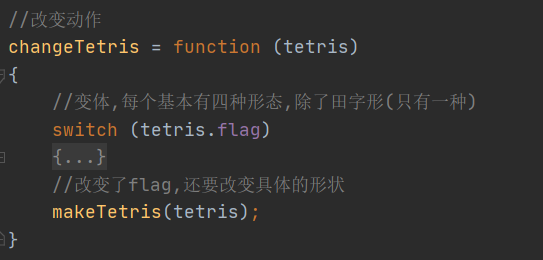 //改变动作
changeTetris = function (tetris)
{
//变体,每个基本有四种形态,除了田字形(只有一种)
switch (tetris.flag)
{...}
//改变了flag,还要改变具体的形状
makeTetris(tetris);
}